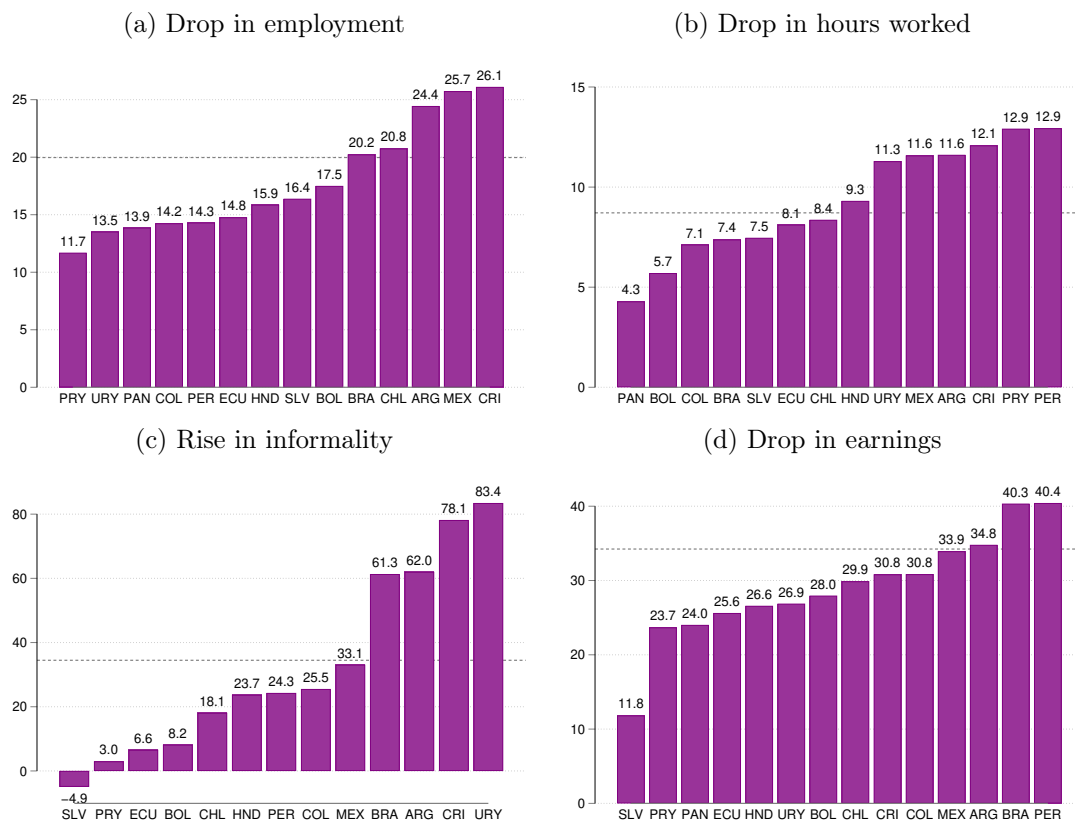 (a) Drop in employment
25
20
15
10
5
0
11.7 13.5 13.9 14.2 14.3 14.8 15.9 16.4 17.5 20.2 20.8 24.4 25.7 26.1
PRY URY PAN COL PER ECU HND SLV BOL BRA CHL ARG MEX CRI
(b) Drop in hours worked
15
10
5
0
4.3 5.7 7.1 7.4 7.5 8.1 8.4 9.3 11.3 11.6 11.6 12.1 12.9 12.9
PAN BOL COL BRA SLV ECU CHL HND URY MEX ARG CRI PRY PER
(c) Rise in informality
80
60
40
20
0
−4.9 3.0 6.6 8.2 18.1 23.7 24.3 25.5 33.1 61.3 62.0 78.1 83.4
SLV PRY ECU BOL CHL HND PER COL MEX BRA ARG CRI URY
(d) Drop in earnings
40
30
20
10
0
11.8 23.7 24.0 25.6 26.6 26.9 28.0 29.9 30.8 30.8 33.9 34.8 40.3 40.4
SLV PRY PAN ECU HND URY BOL CHL CRI COL MEX ARG BRA PER